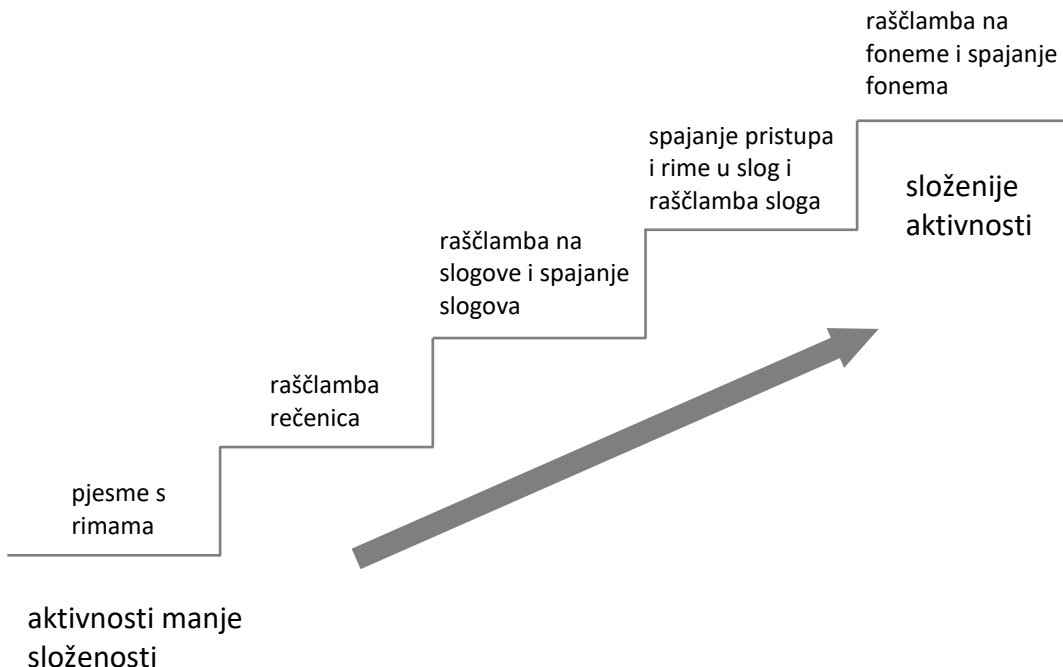 raščlamba na
foneme i spajanje
fonema
spajanje pristupa
i rime u slog i
raščlamba sloga
složenije
aktivnosti
raščlamba na
slogove i spajanje
slogova
raščlamba
rečenica
pjesme s
rimama
aktivnosti manje
složenosti